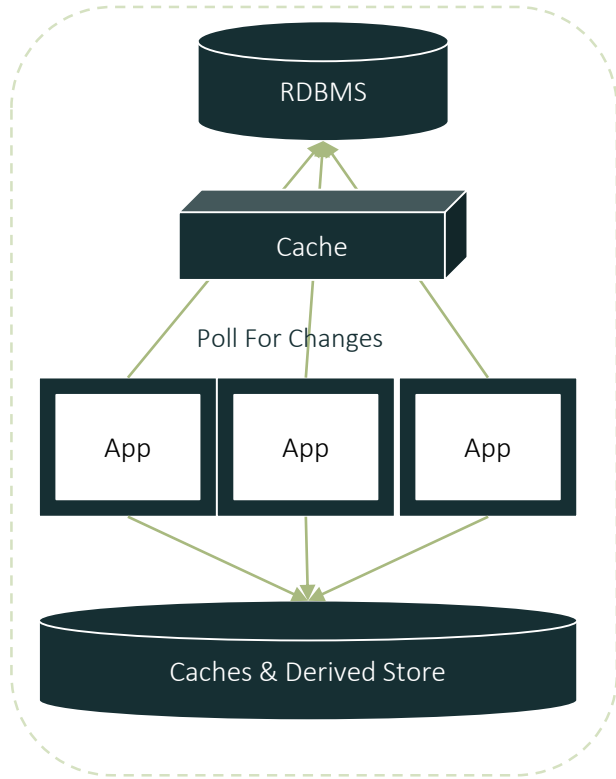 RDBMS
Cache
Poll For Changes
App
App
App
Caches & Derived Store